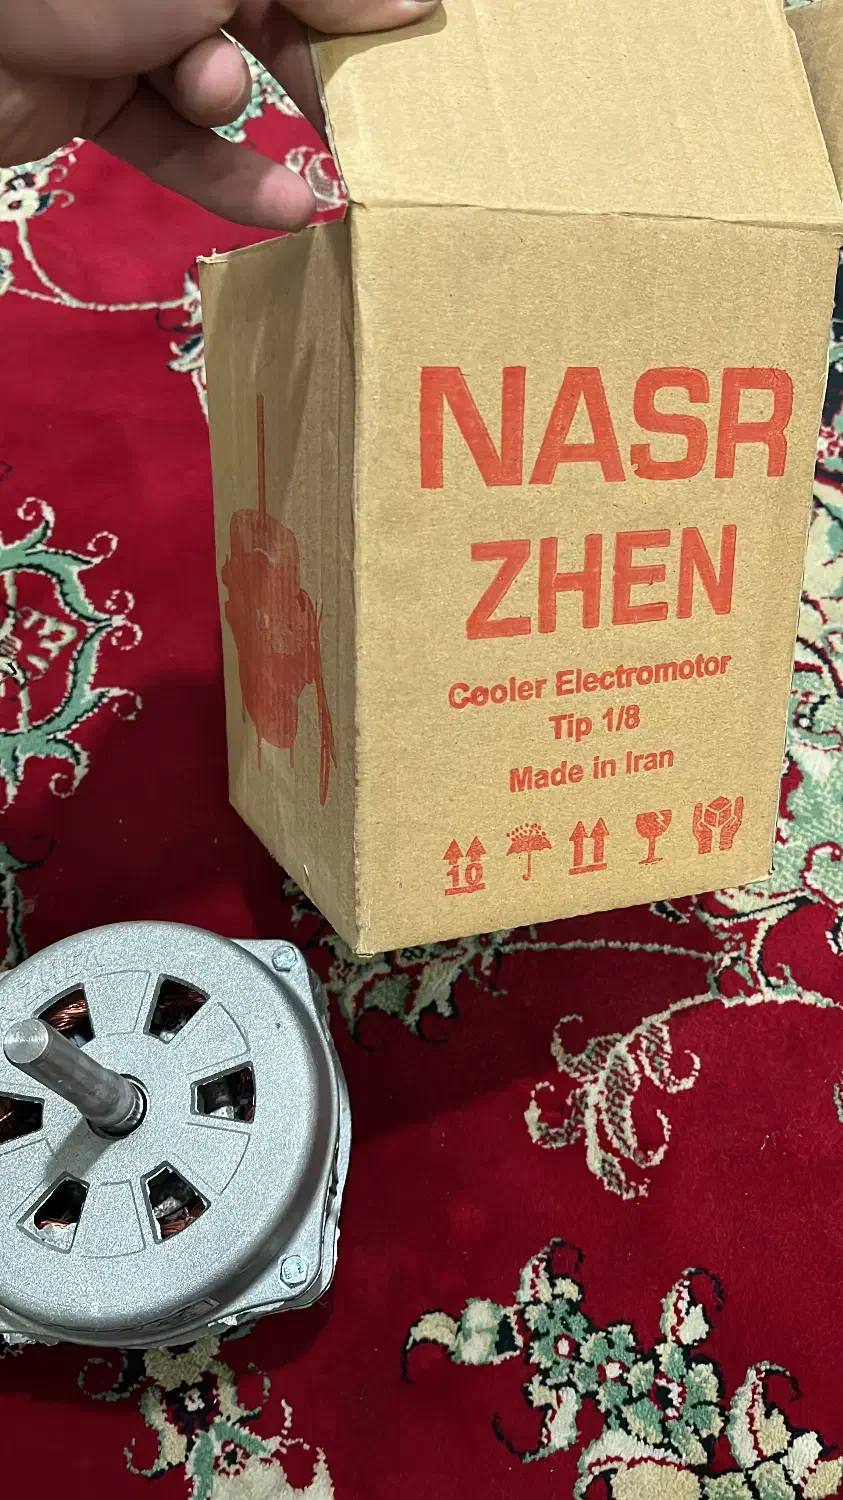 NASR
ZHEN
Cooler Electromotor
Tip 1/8
Made in Iran
10